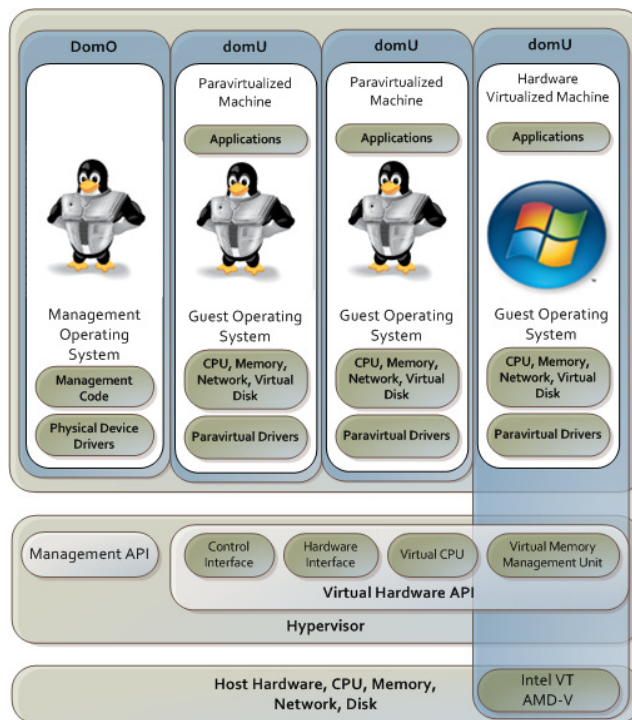 DomO
Management
Operating
System
Management
Code
Physical Device
Drivers
domU
Paravirtualized
Machine
Applications
Guest Operating
System
CPU, Memory,
Network, Virtual
Disk
Paravirtual Drivers
domU
Paravirtualized
Machine
Applications
Guest Operating
System
CPU, Memory,
Network, Virtual
Disk
Paravirtual Drivers
domU
Hardware
Virtualized Machine
Applications
Guest Operating
System
CPU, Memory,
Network, Virtual
Disk
Paravirtual Drivers
Management API
Control
Interface
Hardware
Interface
Virtual CPU
Virtual Memory
Management Unit
Virtual Hardware API
Hypervisor
Host Hardware, CPU, Memory,
Network, Disk
Intel VT
AMD-V